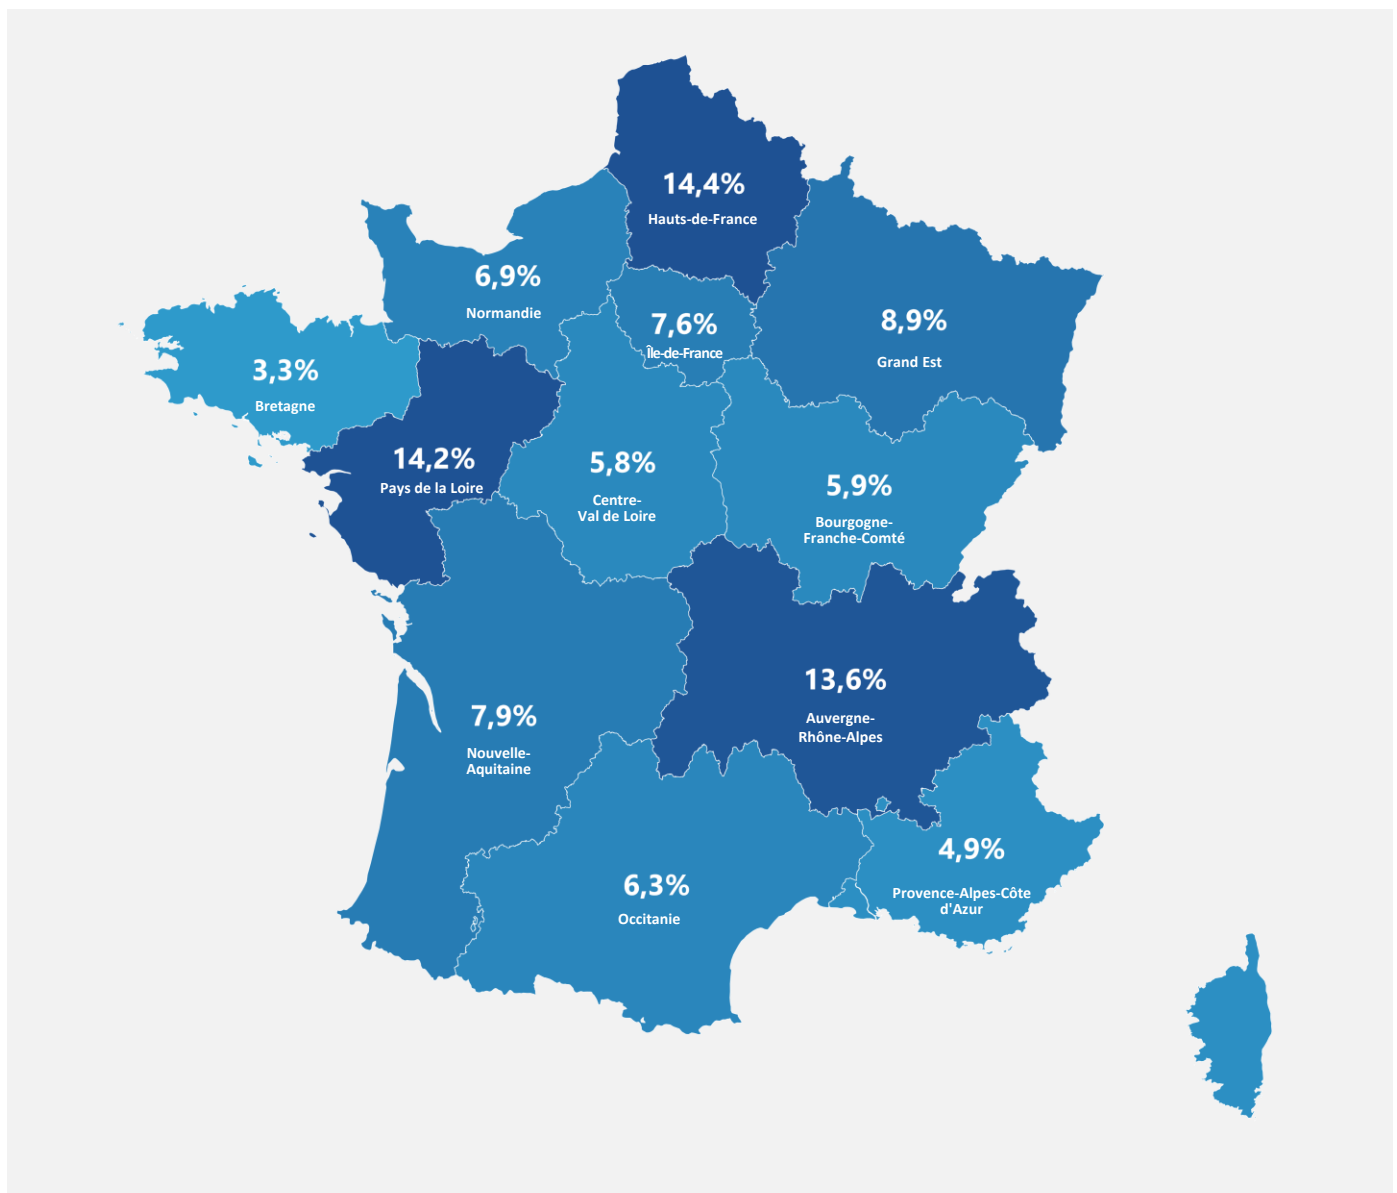 14,4%
Hauts-de-France
6,9%
Normandie
7,6%
Île-de-France
8,9%
Grand Est
3,3%
Bretagne
14,2%
Pays de la Loire
5,8%
Centre-
Val de Loire
5,9%
Bourgogne-
Franche-Comté
13,6%
Auvergne-
Rhône-Alpes
7,9%
Nouvelle-
Aquitaine
6,3%
Occitanie
4,9%
Provence-Alpes-Côte
d'Azur